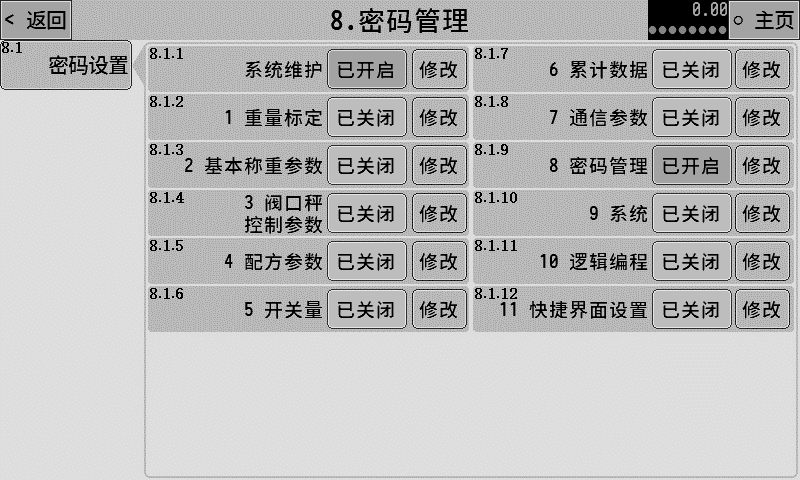 < 返回
8.密码管理
0.00
主页
8.1
密码设置
8.1.1
系统维护 已开启 修改
8.1.2
1 重量标定 已关闭 修改
8.1.3
2 基本称重参数 已关闭 修改
8.1.4
3 阀口秤
控制参数 已关闭 修改
8.1.5
4 配方参数 已关闭 修改
8.1.6
5 开关量 已关闭 修改
8.1.7
6 累计数据 已关闭 修改
8.1.8
7 通信参数 已关闭 修改
8.1.9
8 密码管理 已开启 修改
8.1.10
9 系统 已关闭 修改
8.1.11
10 逻辑编程 已关闭 修改
8.1.12
11 快捷界面设置 已关闭 修改